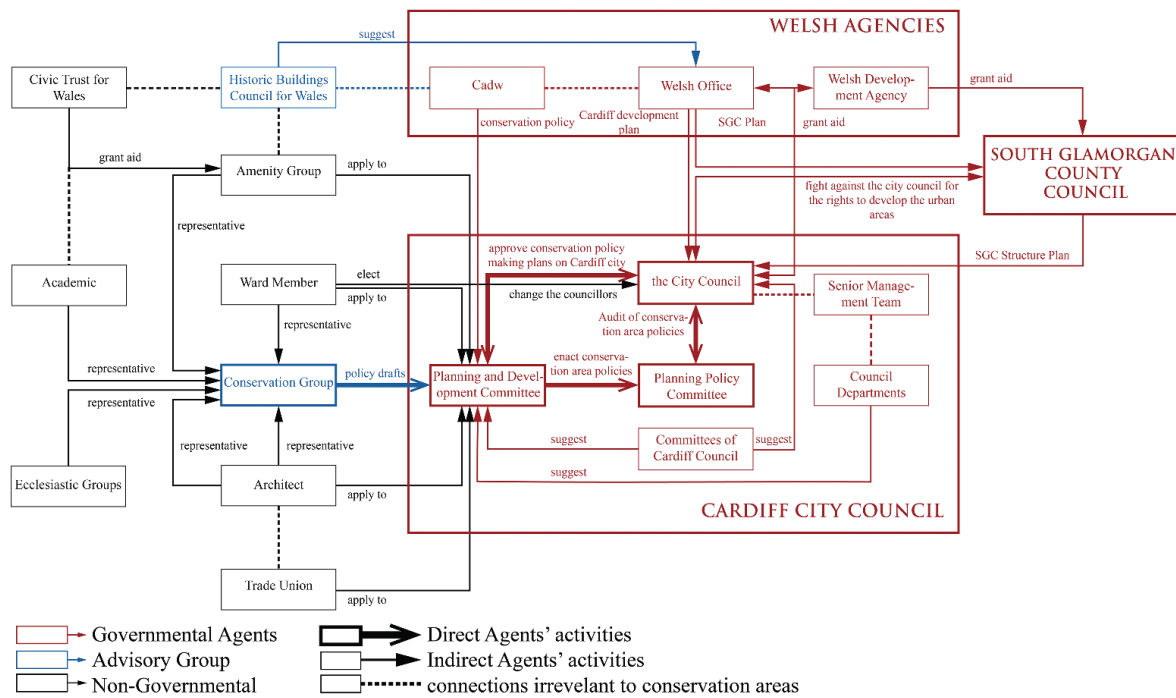 WELSH AGENCIES
suggest
Civic Trust for
Wales
Historic Buildings
Council for Wales
Cadw
Welsh Office
Welsh Develop-
ment Agency
grant aid
conservation policy
Cardiff development
plan
SGC Plan
grant aid
SOUTH GLAMORGAN
COUNTY
COUNCIL
grant aid
Amenity Group
apply to
fight against the city council for
the rights to develop the urban
areas
representative
approve conservation policy
making plans on Cardiff city
SGC Structure Plan
Academic
Ward Member
elect
apply to
change the councillors
the City Council
Senior Manage-
ment Team
representative
Audit of conserva-
tion area policies
representative
Conservation Group
policy drafts
Planning and Devel-
opment Committee
enact conserva-
tion area policies
Planning Policy
Committee
Council
Departments
representative
representative
representative
suggest
Committees of
Cardiff Council
suggest
suggest
Ecclesiastic Groups
Architect
apply to
CARDIFF CITY COUNCIL
Trade Union
apply to
Governmental Agents
Direct Agents' activities
Advisory Group
Indirect Agents' activities
Non-Governmental
connections irrevelant to conservation areas